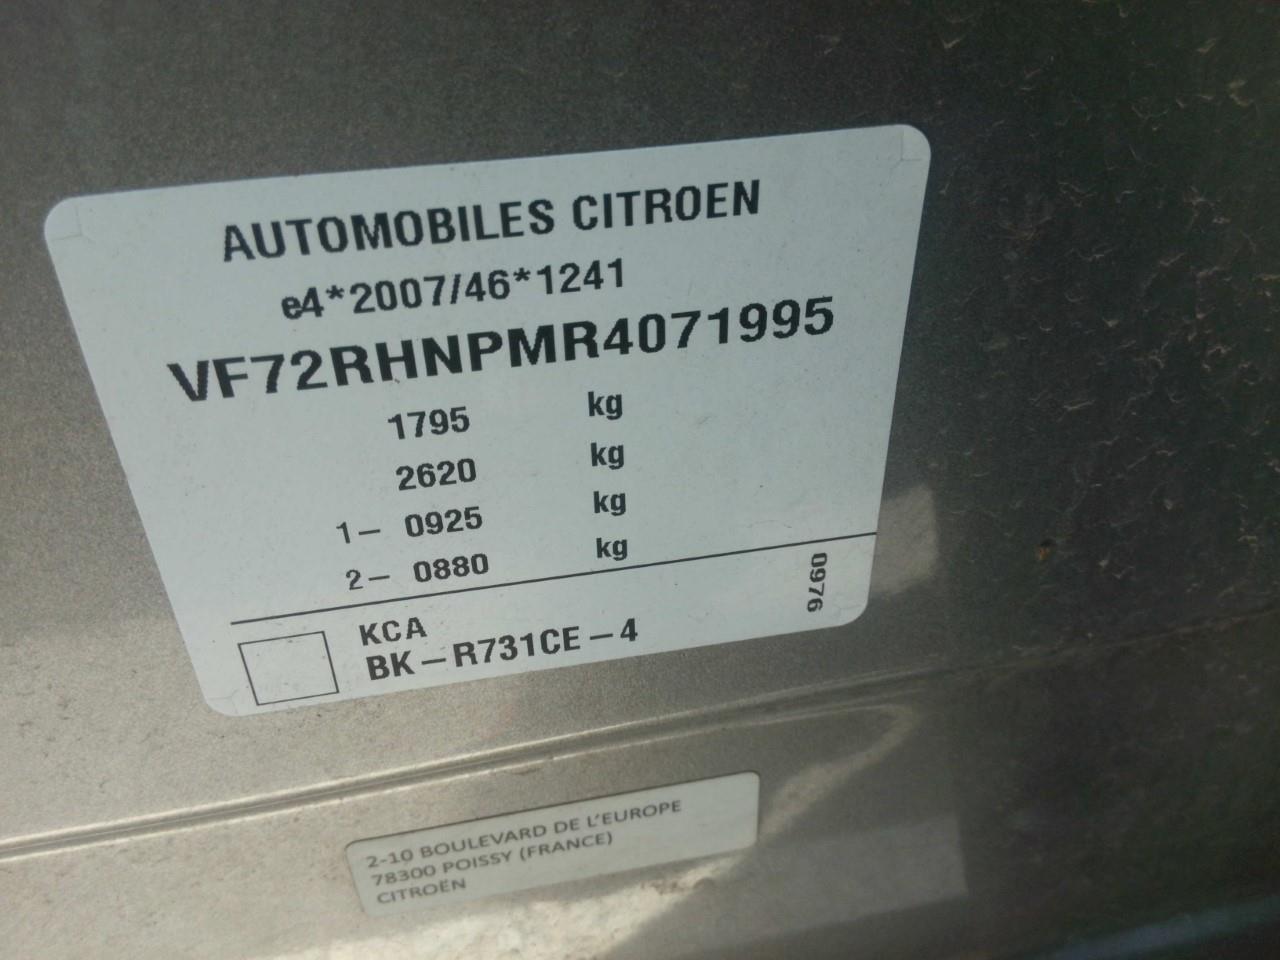 AUTOMOBILES CITROEN
e4*2007/46*1241
VF72RHNPMR4071995
1795 kg
2620 kg
1- 0925 kg
2- 0880 kg
0976
KCA
BK-R731CE-4
2-10 BOULEVARD DE L'EUROPE
78300 POISSY (FRANCE)
CITROËN